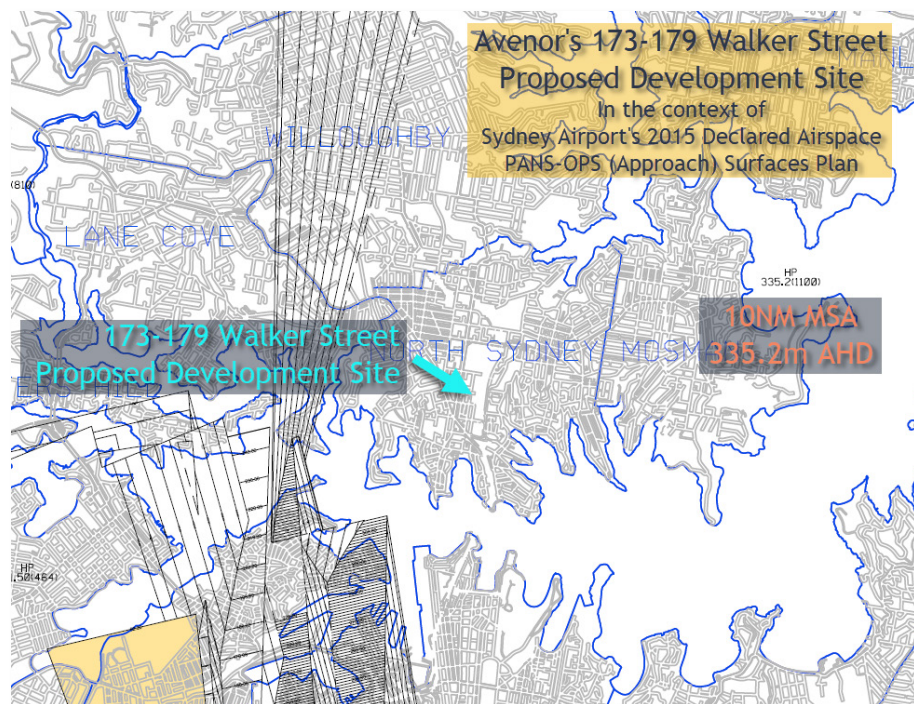 Avenor's 173-179 Walker Street
Proposed Development Site
In the context of
Sydney Airport's 2015 Declared Airspace
PANS-OPS (Approach) Surfaces Plan
WILLOUGHBY
(810)
LANE COVE
HP
335.2(1100)
10NM MSA
335.2m AHD
173-179 Walker Street
Proposed Development Site
NORTH SYDNEY
HP
.50(464)